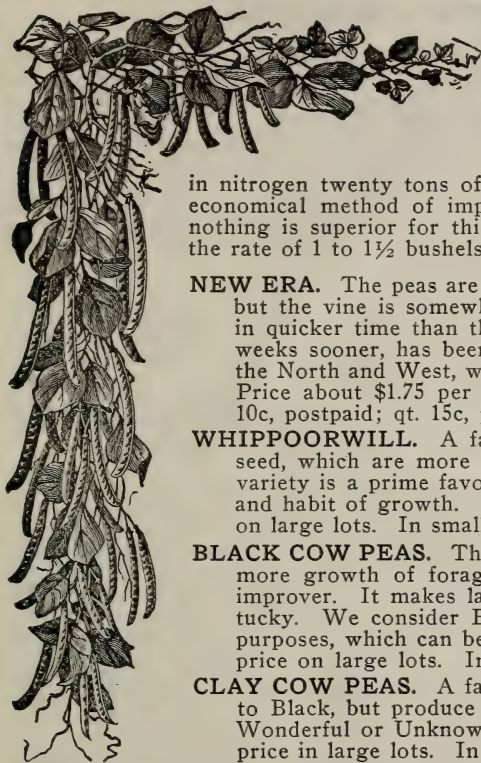 in nitrogen twenty tons of
economical method of imp
nothing is superior for thi
the rate of 1 to 1½ bushels
NEW ERA. The peas are
but the vine is somewh
in quicker time than th
weeks sooner, has been
the North and West, w
Price about $1.75 per
10c, postpaid; qt. 15c,
WHIPPOORWILL. A fa
seed, which are more
variety is a prime favo
and habit of growth.
on large lots. In small
BLACK COW PEAS. Th
more growth of forag
improver. It makes la
tucky. We consider B
purposes, which can be
price on large lots. In
CLAY COW PEAS. A fa
to Black, but produce
Wonderful or Unknow
price in large lots. In